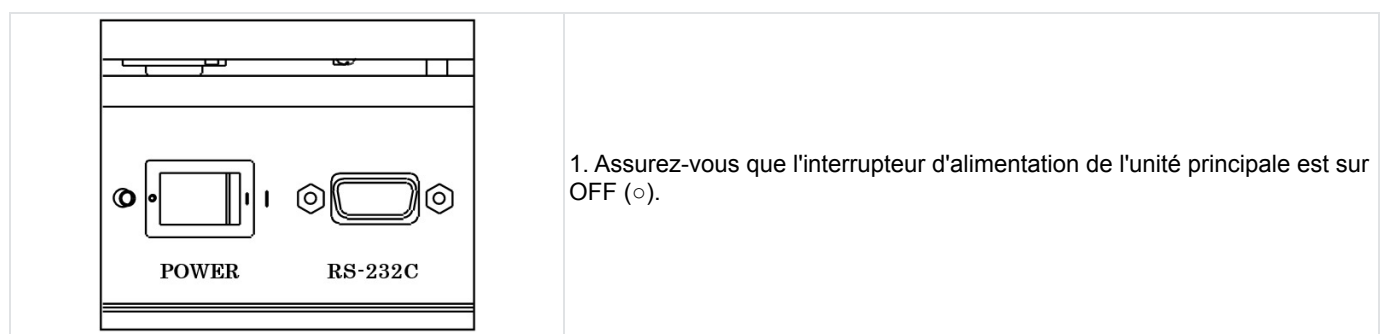 POWER RS-232C
1. Assurez-vous que l'interrupteur d'alimentation de l'unité principale est sur
OFF (○).